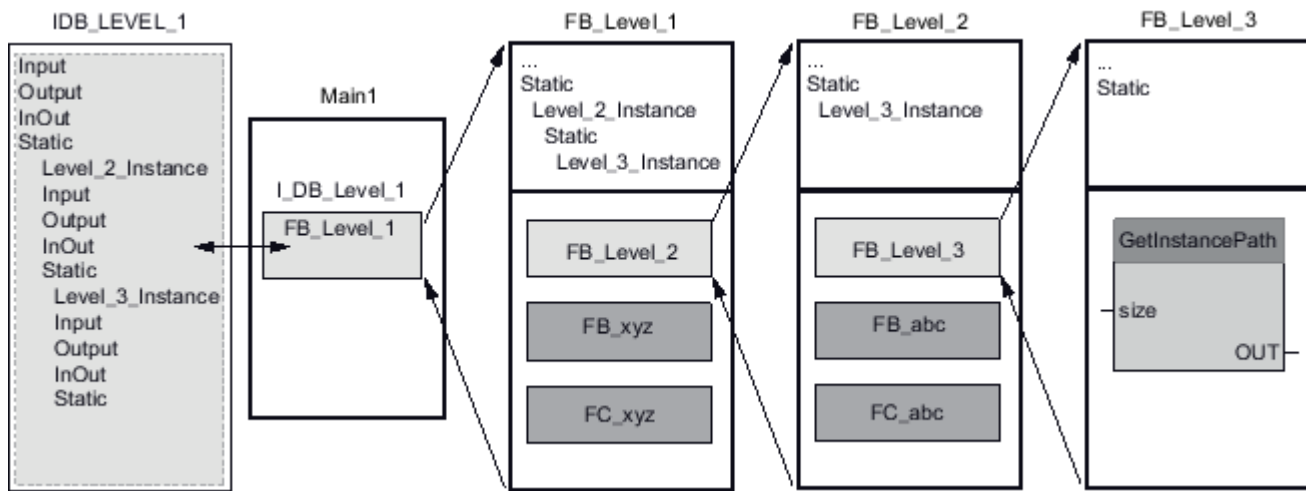 IDB_LEVEL_1
Input
Output
InOut
Static
Level_2_Instance
Input
Output
InOut
Static
Level_3_Instance
Input
Output
InOut
Static
Main1
I_DB_Level_1
FB_Level_1
FB_Level_1
...
Static
Level_2_Instance
Static
Level_3_Instance
FB_Level_2
FB_xyz
FC_xyz
FB_Level_2
...
Static
Level_3_Instance
FB_Level_3
FB_abc
FC_abc
FB_Level_3
...
Static
GetInstancePath
size
OUT